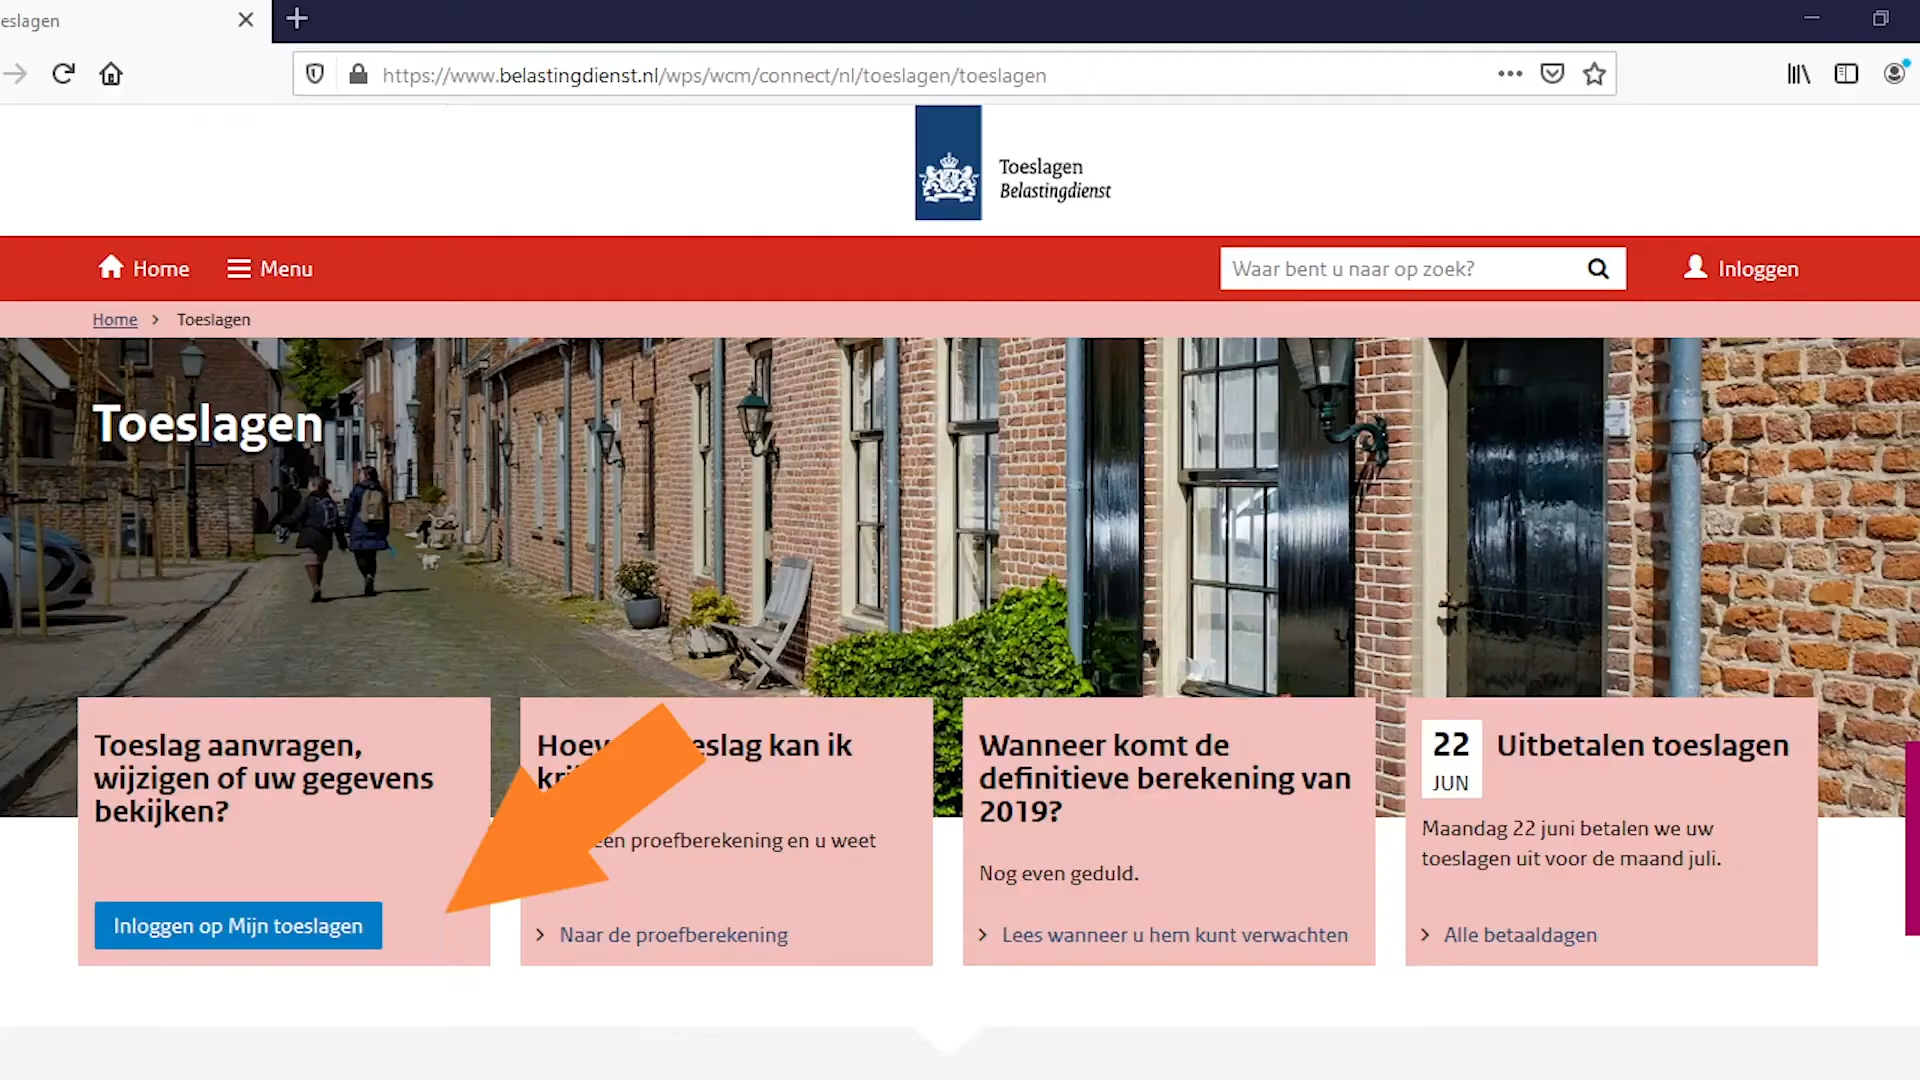 eslagen
https://www.belastingdienst.nl/wps/wcm/connect/nl/toeslagen/toeslagen
Toeslagen
Belastingdienst
Home
Menu
Waar bent u naar op zoek?
Inloggen
Home > Toeslagen
Toeslagen
Toeslag aanvragen,
wijzigen of uw gegevens
bekijken?
Inloggen op Mijn toeslagen
kan ik
proefberekening en u weet
Naar de proefberekening
Wanneer komt de
definitieve berekening van
2019?
Nog even geduld.
Lees wanneer u hem kunt verwachten
22
JUN
Uitbetalen toeslagen
Maandag 22 juni betalen we uw
toeslagen uit voor de maand juli.
Alle betaaldagen